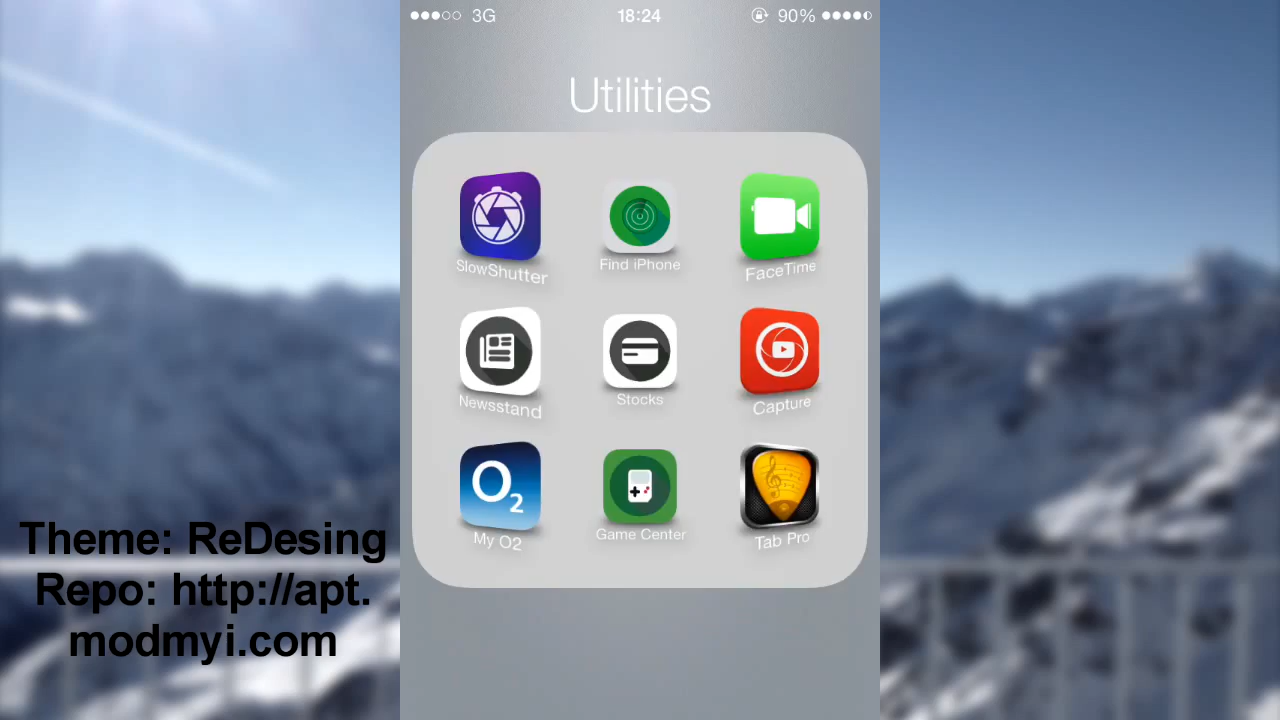 3G 18:24 90%
Utilities
SlowShutter Find iPhone FaceTime
Newsstand Stocks Capture
O2
My O2 Game Center Tab Pro
Theme: ReDesing
Repo: http://apt.
modmyi.com